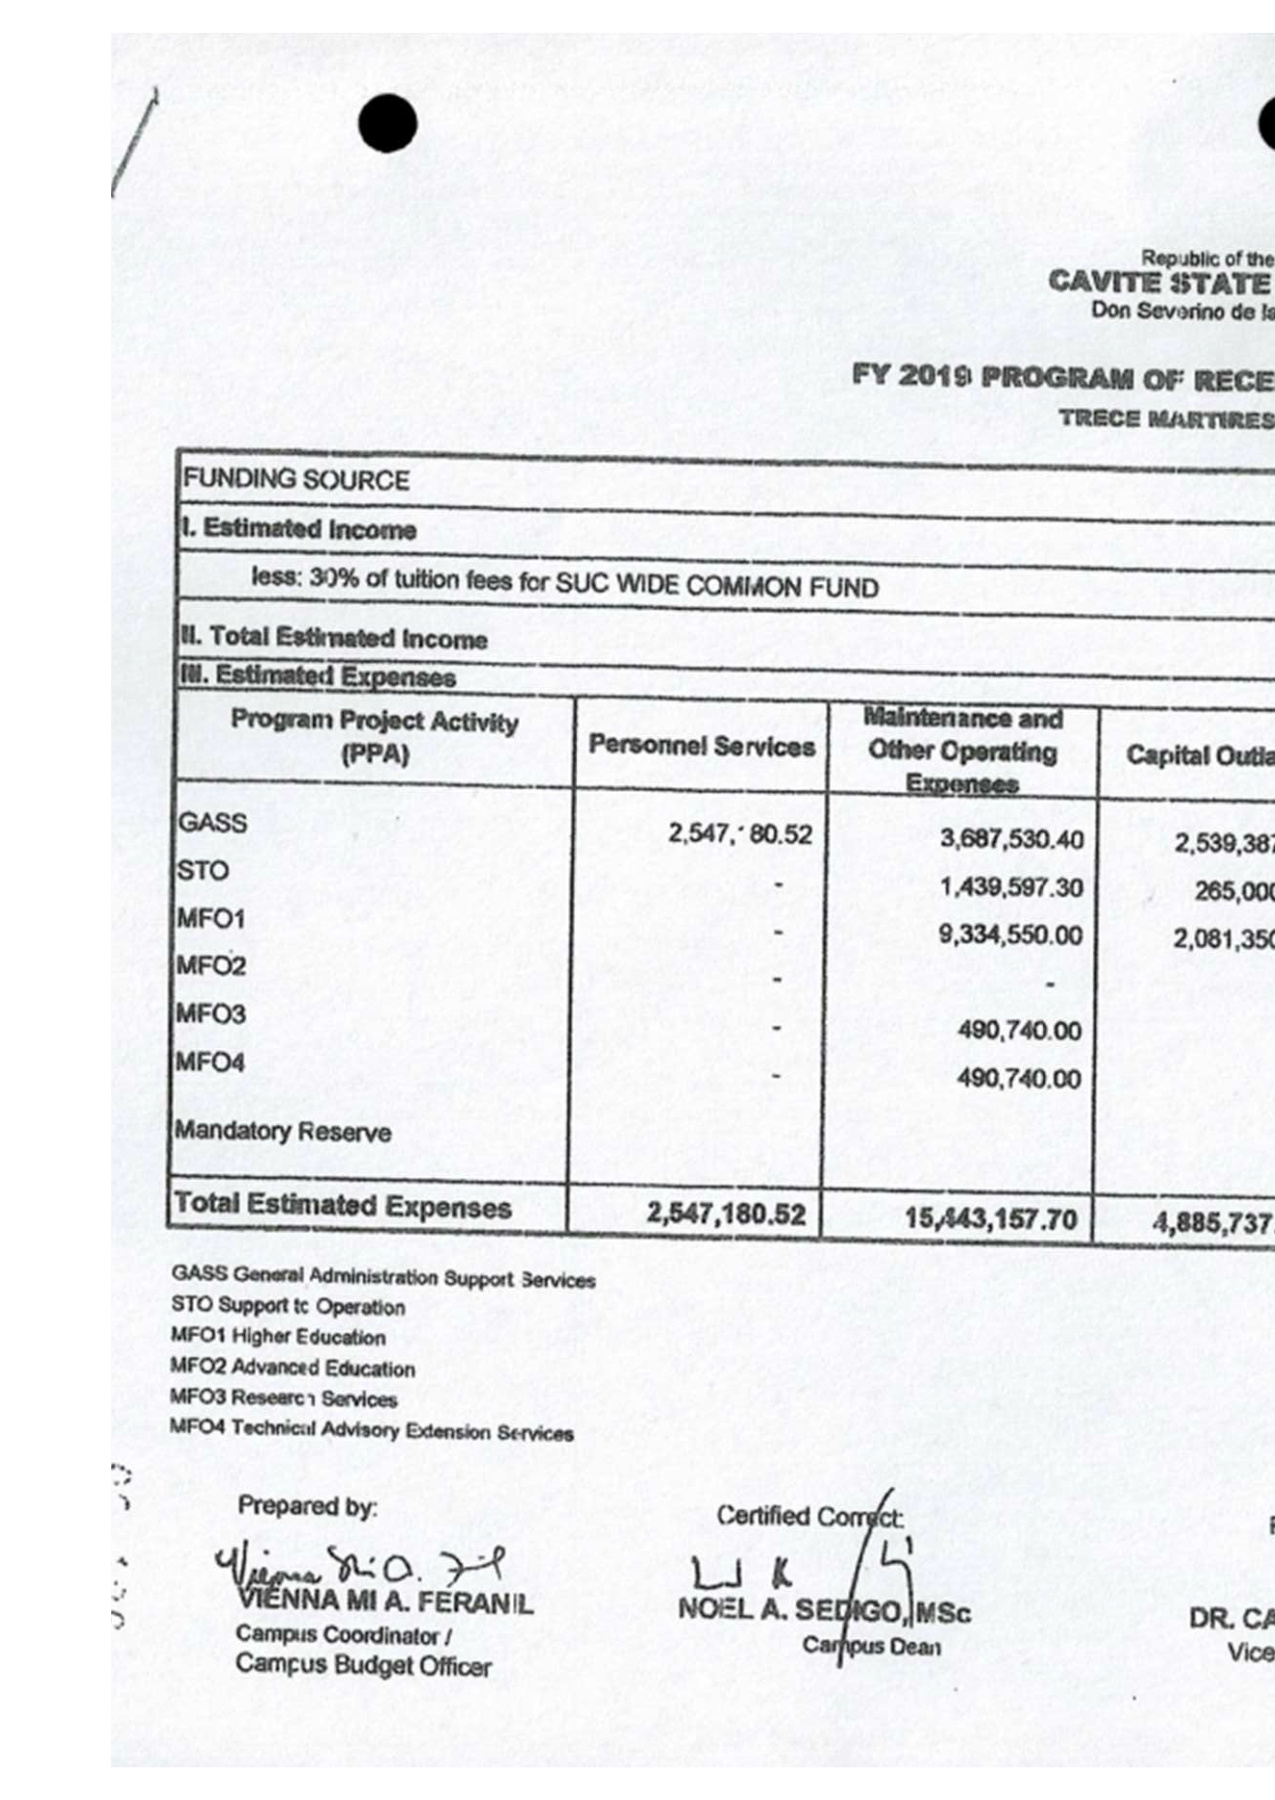 Republic of the
CAVITE STATE
Don Severino de la
FY 2019 PROGRAM OF RECE
TRECE MARTIRES
FUNDING SOURCE
I. Estimated Income
less: 30% of tuition fees for SUC WIDE COMMON FUND
II. Total Estimated Income
III. Estimated Expenses
Program Project Activity (PPA) Personnel Services Maintenance and Other Operating Expenses Capital Outla
GASS 2,547,180.52 3,687,530.40 2,539,387
STO - 1,439,597.30 265,000
MFO1 - 9,334,550.00 2,081,350
MFO2 - -
MFO3 - 490,740.00
MFO4 - 490,740.00
Mandatory Reserve
Total Estimated Expenses 2,547,180.52 15,443,157.70 4,885,737.
GASS General Administration Support Services
STO Support to Operation
MFO1 Higher Education
MFO2 Advanced Education
MFO3 Research Services
MFO4 Technical Advisory Extension Services
Prepared by: Certified Correct:
VIENNA MI A. FERANIL NOEL A. SEDIGO, MSc DR. CA
Campus Coordinator / Campus Dean Vice
Campus Budget Officer